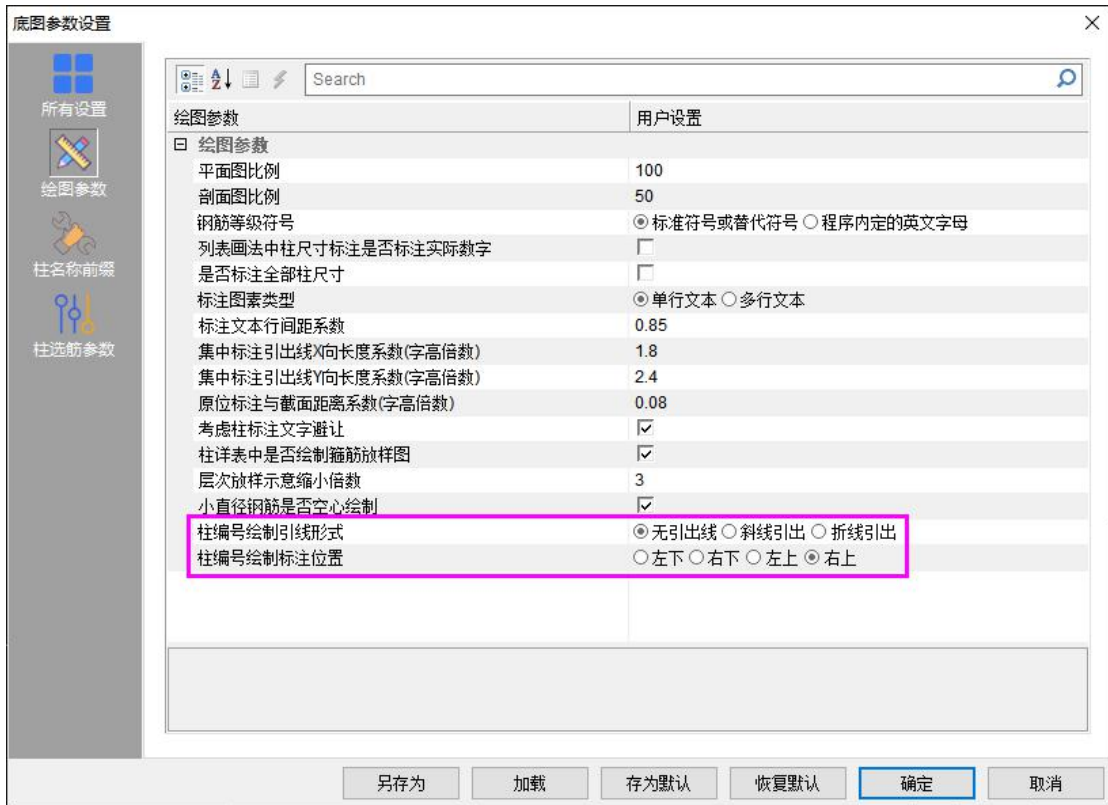 底图参数设置
所有设置
绘图参数
柱名称前缀
柱选筋参数
Search
绘图参数 用户设置
绘图参数
平面图比例 100
剖面图比例 50
钢筋等级符号 标准符号或替代符号 程序内定的英文字母
列表画法中柱尺寸标注是否标注实际数字
是否标注全部柱尺寸
标注图素类型 单行文本 多行文本
标注文本行间距系数 0.85
集中标注引出线X向长度系数(字高倍数) 1.8
集中标注引出线Y向长度系数(字高倍数) 2.4
原位标注与截面距离系数(字高倍数) 0.08
考虑柱标注文字避让
柱详表中是否绘制箍筋放样图
层次放样示意缩小倍数 3
小直径钢筋是否空心绘制
柱编号绘制引线形式 无引出线 斜线引出 折线引出
柱编号绘制标注位置 左下 右下 左上 右上
另存为 加载 存为默认 恢复默认 确定 取消